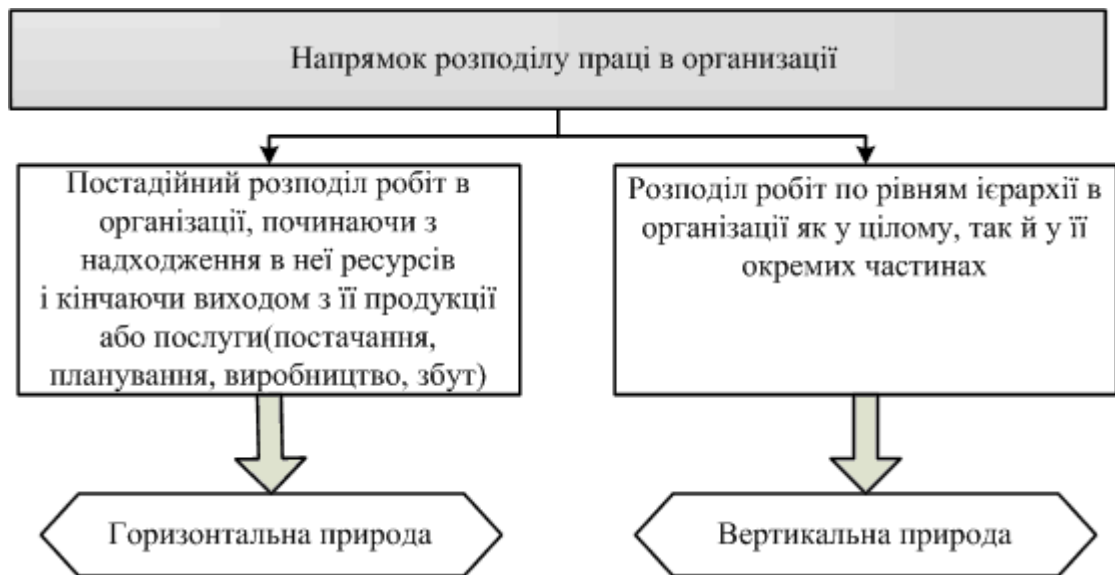 Напрямок розподілу праці в организації
Постадійний розподіл робіт в
організації, починаючи з
надходження в неї ресурсів
і кінчаючи виходом з її продукції
або послуги(постачання,
планування, виробництво, збут)
Розподіл робіт по рівням ієрархії в
організації як у цілому, так й у її
окремих частинах
Горизонтальна природа
Вертикальна природа